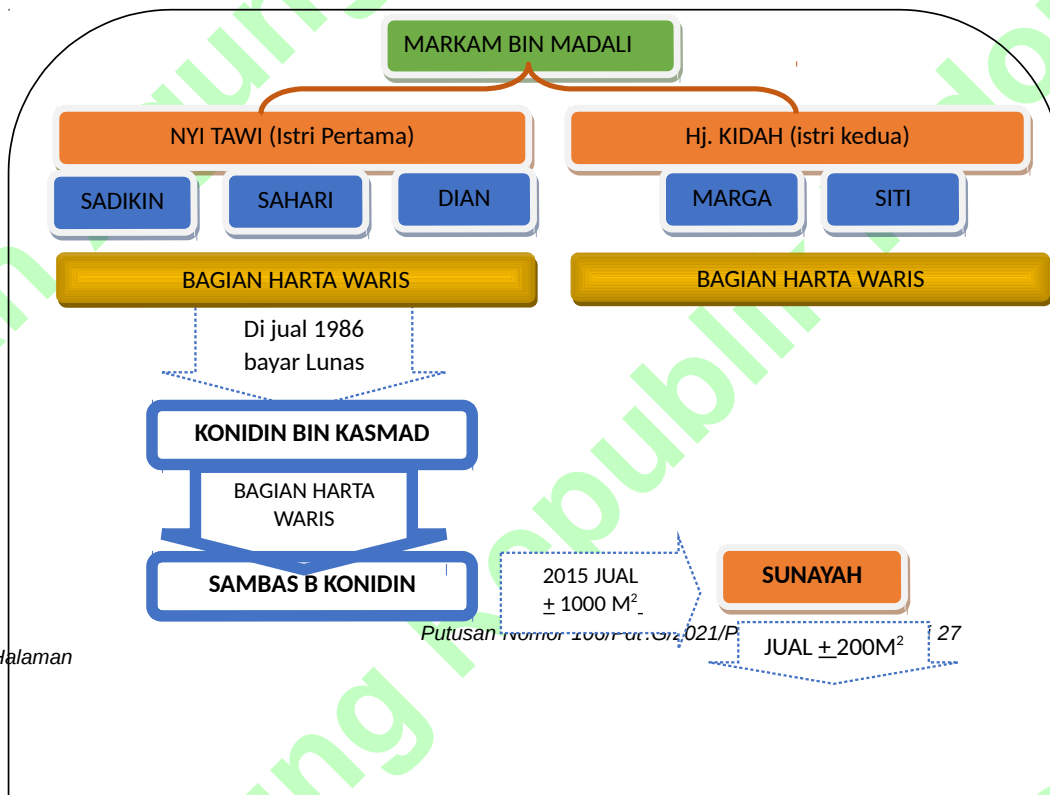 MARKAM BIN MADALI
NYI TAWI (Istri Pertama)
Hj. KIDAH (istri kedua)
SADIKIN
SAHARI
DIAN
MARGA
SITI
BAGIAN HARTA WARIS
BAGIAN HARTA WARIS
Di jual 1986
bayar Lunas
KONIDIN BIN KASMAD
BAGIAN HARTA
WARIS
SAMBAS B KONIDIN
2015 JUAL
± 1000 M²
SUNAYAH
JUAL ± 200M²
Putusan Nomor 021/P 27
Halaman